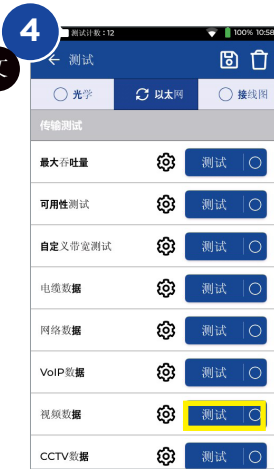 4
测试计数:12
100% 10:58
← 测试
光学
以太网
接线图
传输测试
最大吞吐量 测试
可用性测试 测试
自定义带宽测试 测试
电缆数据 测试
网络数据 测试
VoIP数据 测试
视频数据 测试
CCTV数据 测试